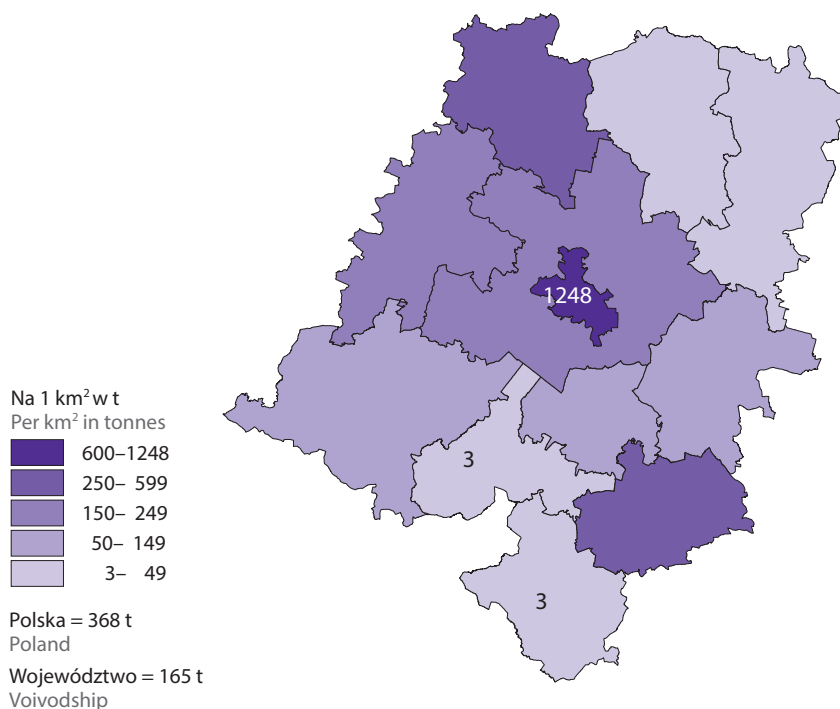 1248
3
3
Na 1 km² w t
Per km² in tonnes
600–1248
250– 599
150– 249
50– 149
3– 49
Polska = 368 t
Poland
Województwo = 165 t
Voivodship